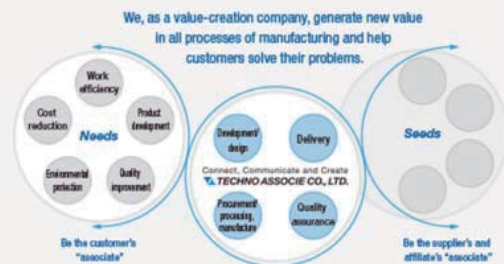 We, as a value-creation company, generate new value
in all processes of manufacturing and help
customers solve their problems.
Work
efficiency
Cost
reduction
Product
development
Needs
Environmental
protection
Quality
improvement
Development/
design
Delivery
Connect, Communicate and Create
TECHNO ASSOCIE CO., LTD.
Procurement/
processing,
manufacture
Quality
assurance
Seeds
Be the customer's
"associate"
Be the supplier's and
affiliate's "associate"